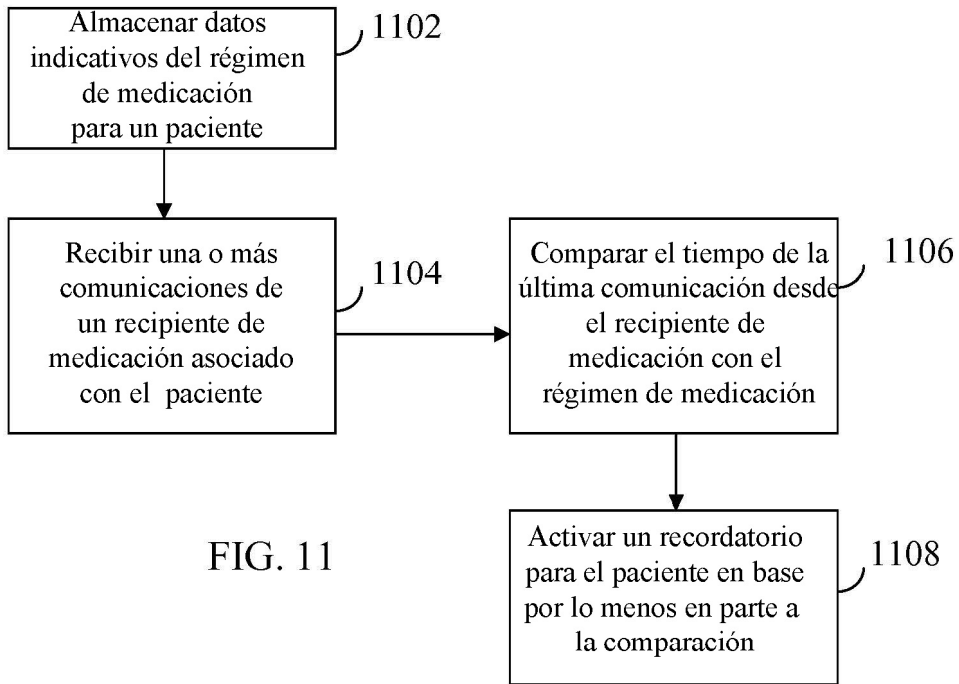 Almacenar datos
indicativos del régimen
de medicación
para un paciente
1102
Recibir una o más
comunicaciones de
un recipiente de
medicación asociado
con el paciente
1104
Comparar el tiempo de la
última comunicación desde
el recipiente de
medicación con el
régimen de medicación
1106
Activar un recordatorio
para el paciente en base
por lo menos en parte a
la comparación
1108
FIG. 11